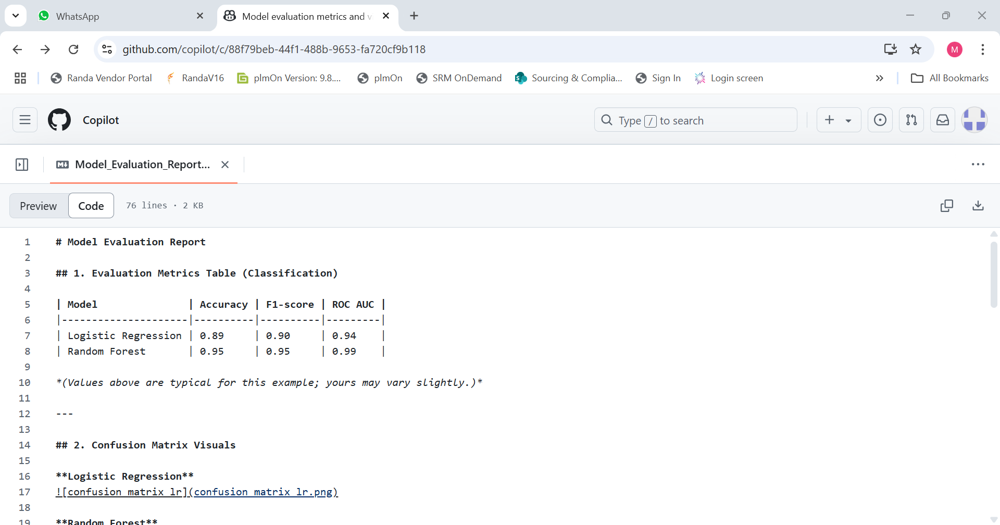 WhatsApp
Model evaluation metrics and v
github.com/copilot/c/88f79beb-44f1-488b-9653-fa720cf9b118
M
Randa Vendor Portal
RandaV16
plmOn Version: 9.8....
plmOn
SRM OnDemand
Sourcing & Complia...
Sign In
Login screen
All Bookmarks
Copilot
Type / to search
Model_Evaluation_Report...
Preview
Code
76 lines · 2 KB
1 # Model Evaluation Report
2
3 ## 1. Evaluation Metrics Table (Classification)
4
5 | Model               | Accuracy | F1-score | ROC AUC |
6 |---------------------|----------|----------|---------|
7 | Logistic Regression | 0.89     | 0.90     | 0.94    |
8 | Random Forest       | 0.95     | 0.95     | 0.99    |
9
10 *(Values above are typical for this example; yours may vary slightly.)*
11
12 ---
13
14 ## 2. Confusion Matrix Visuals
15
16 **Logistic Regression**
17 ![confusion_matrix_lr](confusion_matrix_lr.png)
18
19 **Random Forest**